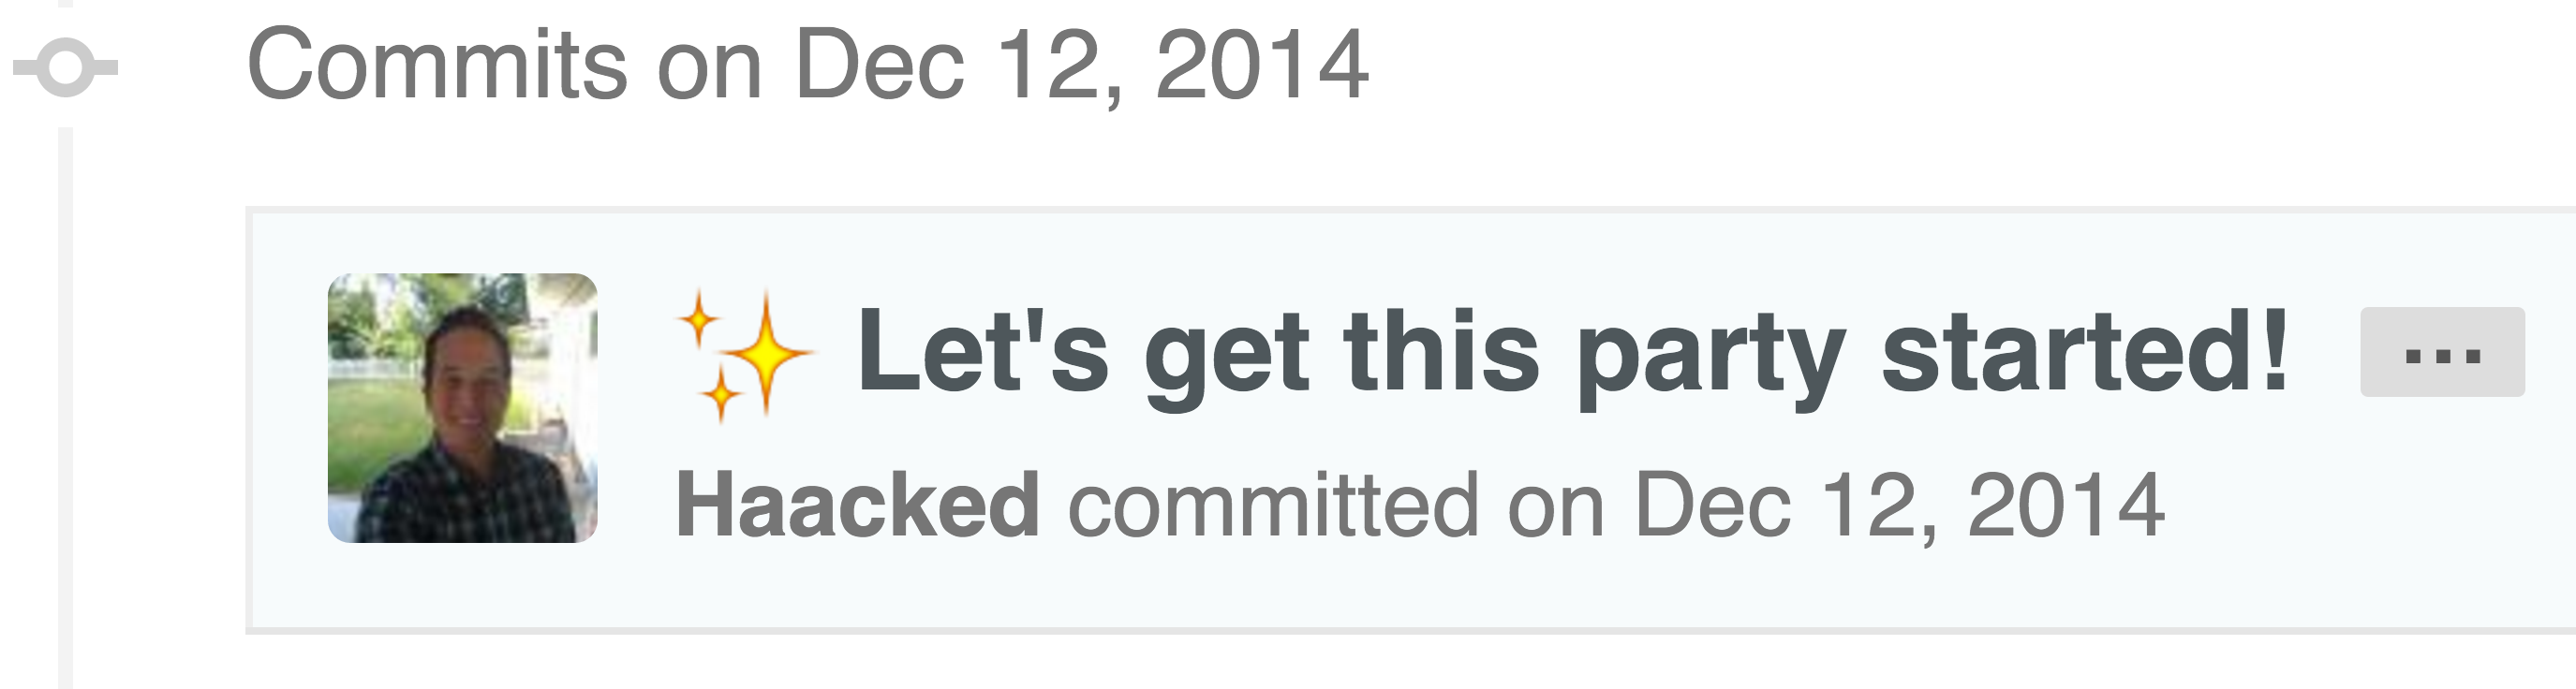 Commits on Dec 12, 2014
✨ Let's get this party started! ...
Haacked committed on Dec 12, 2014